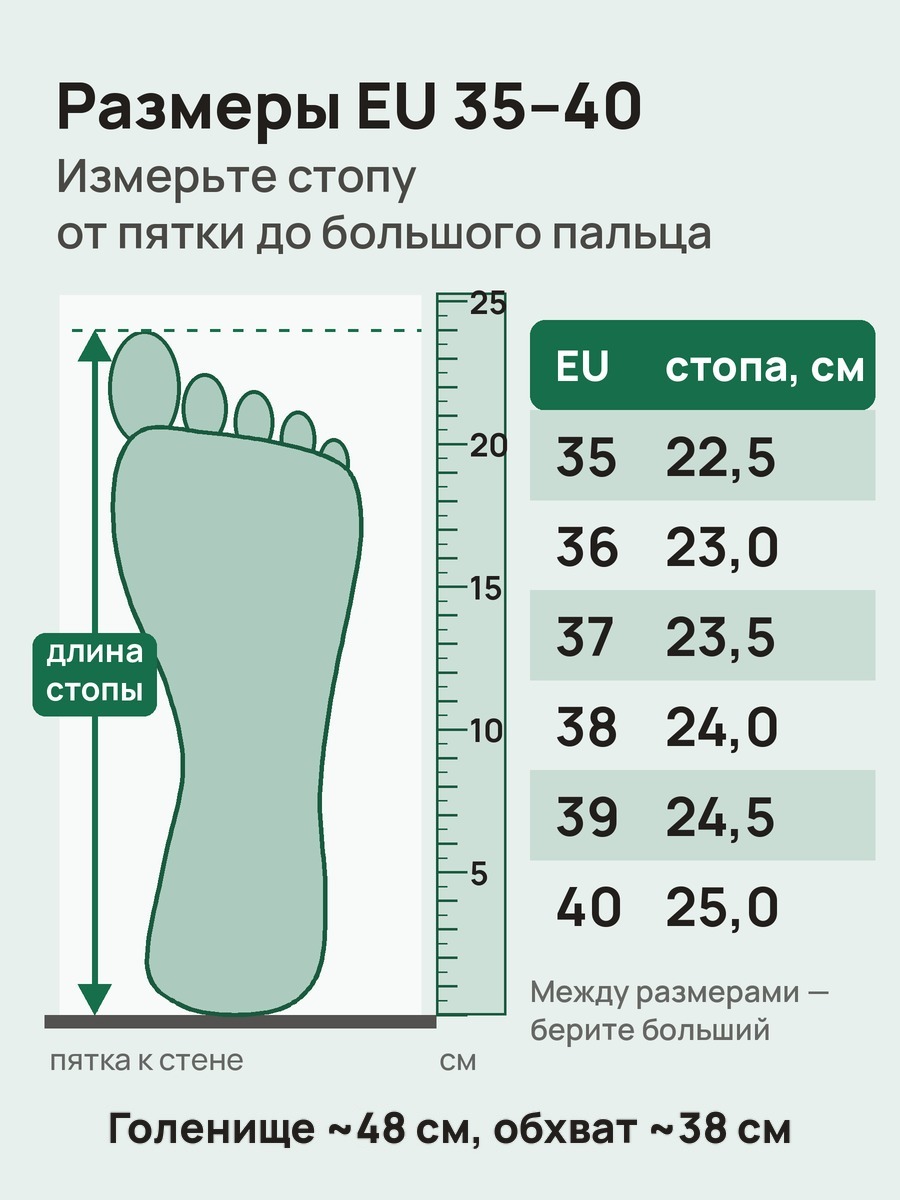 Размеры EU 35–40
Измерьте стопу
от пятки до большого пальца
25
20
15
10
5
длина
стопы
EU стопа, см
35 22,5
36 23,0
37 23,5
38 24,0
39 24,5
40 25,0
Между размерами —
берите больший
пятка к стене
см
Голенище ~48 см, обхват ~38 см